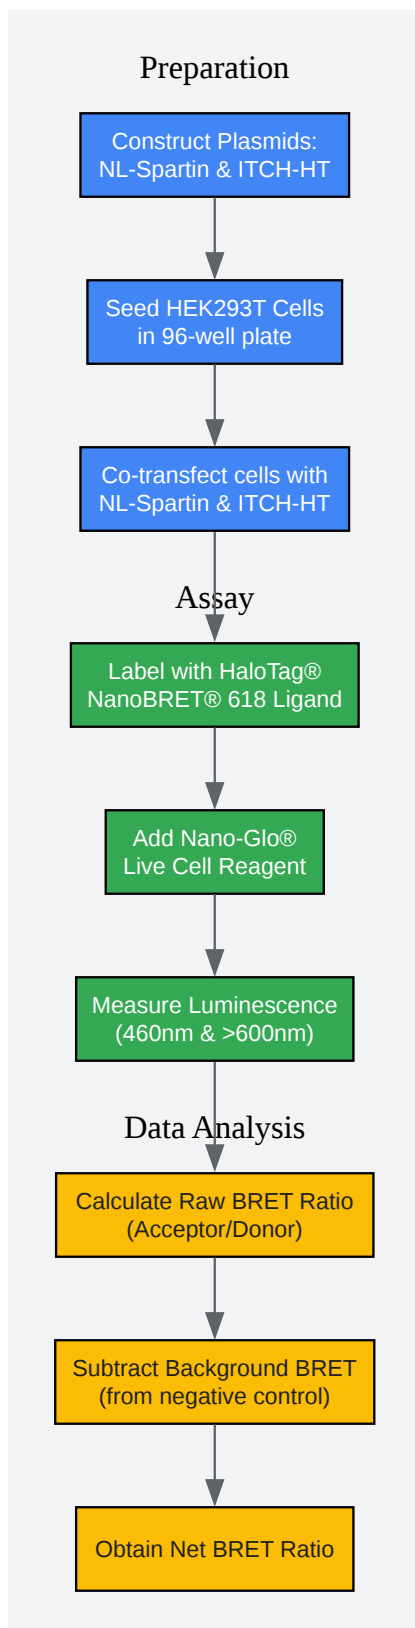 Preparation
Construct Plasmids:
NL-Spartin & ITCH-HT
Seed HEK293T Cells
in 96-well plate
Co-transfect cells with
NL-Spartin & ITCH-HT
Assay
Label with HaloTag®
NanoBRET® 618 Ligand
Add Nano-Glo®
Live Cell Reagent
Measure Luminescence
(460nm & >600nm)
Data Analysis
Calculate Raw BRET Ratio
(Acceptor/Donor)
Subtract Background BRET
(from negative control)
Obtain Net BRET Ratio